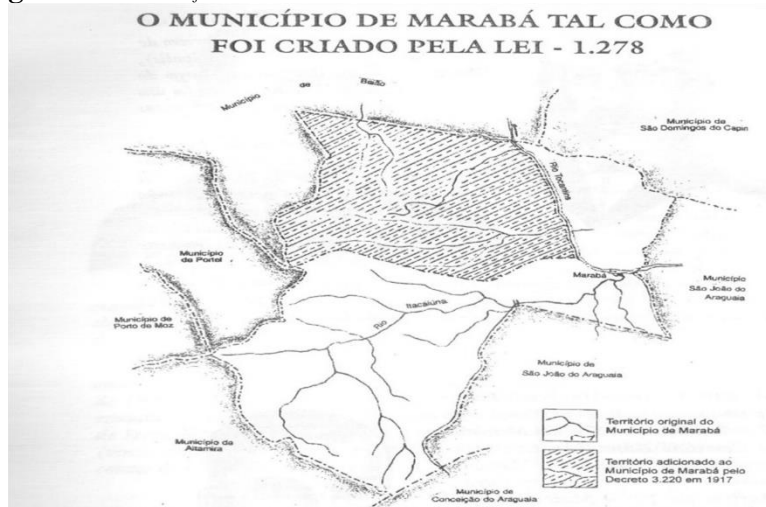 O MUNICÍPIO DE MARABÁ TAL COMO
FOI CRIADO PELA LEI - 1.278
Município de Baião
Município de
São Domingos do Capin
Rio Tocantins
Município
de Portel
Marabá
Município
São João do
Araguaia
Município de
Porto de Moz
Rio Itacaiúna
Município de
São João do Araguaia
Município de
Altamira
Município de
Conceição do Araguaia
Território original do
Município de Marabá
Território adicionado ao
Município de Marabá pelo
Decreto 3.220 em 1917